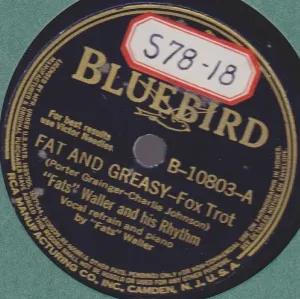 S78-18
BLUEBIRD
For best results
use Victor Needles
B-10803-A
FAT AND GREASY-Fox Trot
(Porter Grainger-Charlie Johnson)
"Fats" Waller and his Rhythm
Vocal refrain and piano
by "Fats" Waller
RCA MANUFACTURING CO., INC., CAMDEN, N. J., U. S. A.